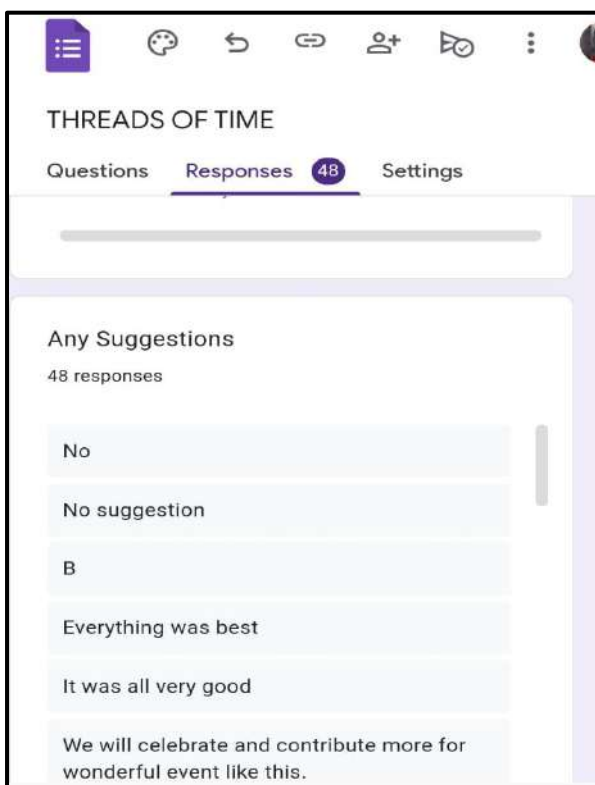 THREADS OF TIME
Questions Responses 48 Settings
Any Suggestions
48 responses
No
No suggestion
B
Everything was best
It was all very good
We will celebrate and contribute more for
wonderful event like this.